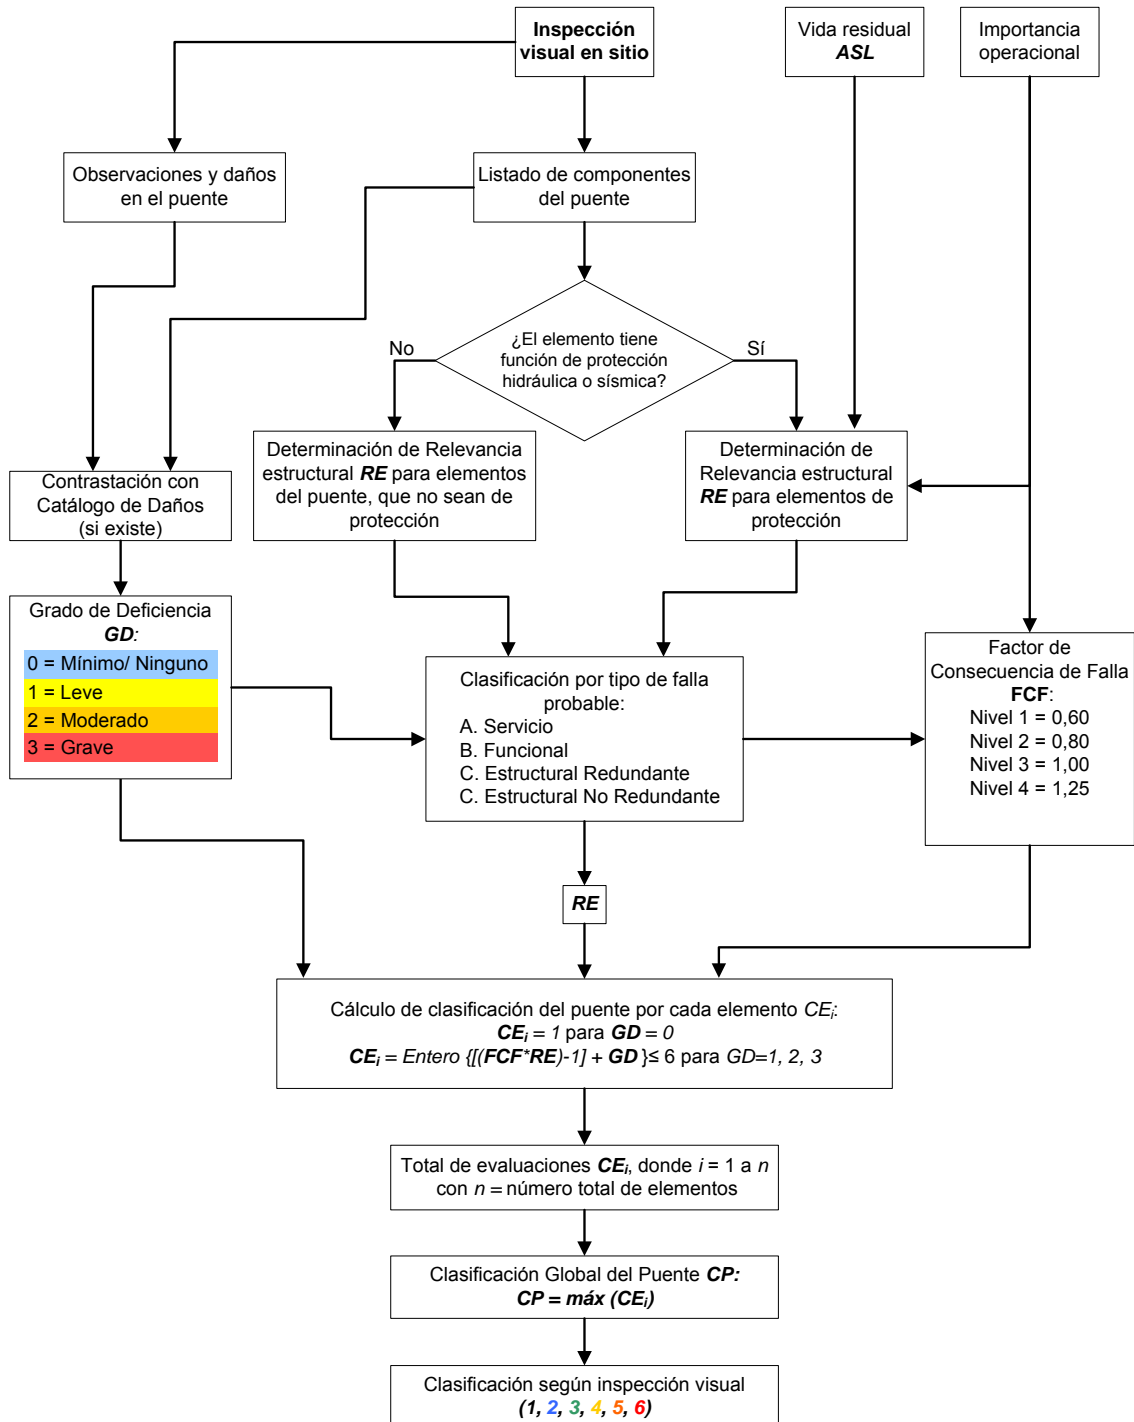 Inspección
visual en sitio
Vida residual
ASL
Importancia
operacional
Observaciones y daños
en el puente
Listado de componentes
del puente
¿El elemento tiene
función de protección
hidráulica o sísmica?
No
Sí
Contrastación con
Catálogo de Daños
(si existe)
Determinación de Relevancia
estructural RE para elementos
del puente, que no sean de
protección
Determinación de
Relevancia estructural
RE para elementos de
protección
Grado de Deficiencia
GD:
0 = Mínimo/ Ninguno
1 = Leve
2 = Moderado
3 = Grave
Clasificación por tipo de falla
probable:
A. Servicio
B. Funcional
C. Estructural Redundante
C. Estructural No Redundante
Factor de
Consecuencia de Falla
FCF:
Nivel 1 = 0,60
Nivel 2 = 0,80
Nivel 3 = 1,00
Nivel 4 = 1,25
RE
Cálculo de clasificación del puente por cada elemento CEi:
CEi = 1 para GD = 0
CEi = Entero {[(FCF*RE)-1] + GD }≤ 6 para GD=1, 2, 3
Total de evaluaciones CEi, donde i = 1 a n
con n = número total de elementos
Clasificación Global del Puente CP:
CP = máx (CEi)
Clasificación según inspección visual
(1, 2, 3, 4, 5, 6)